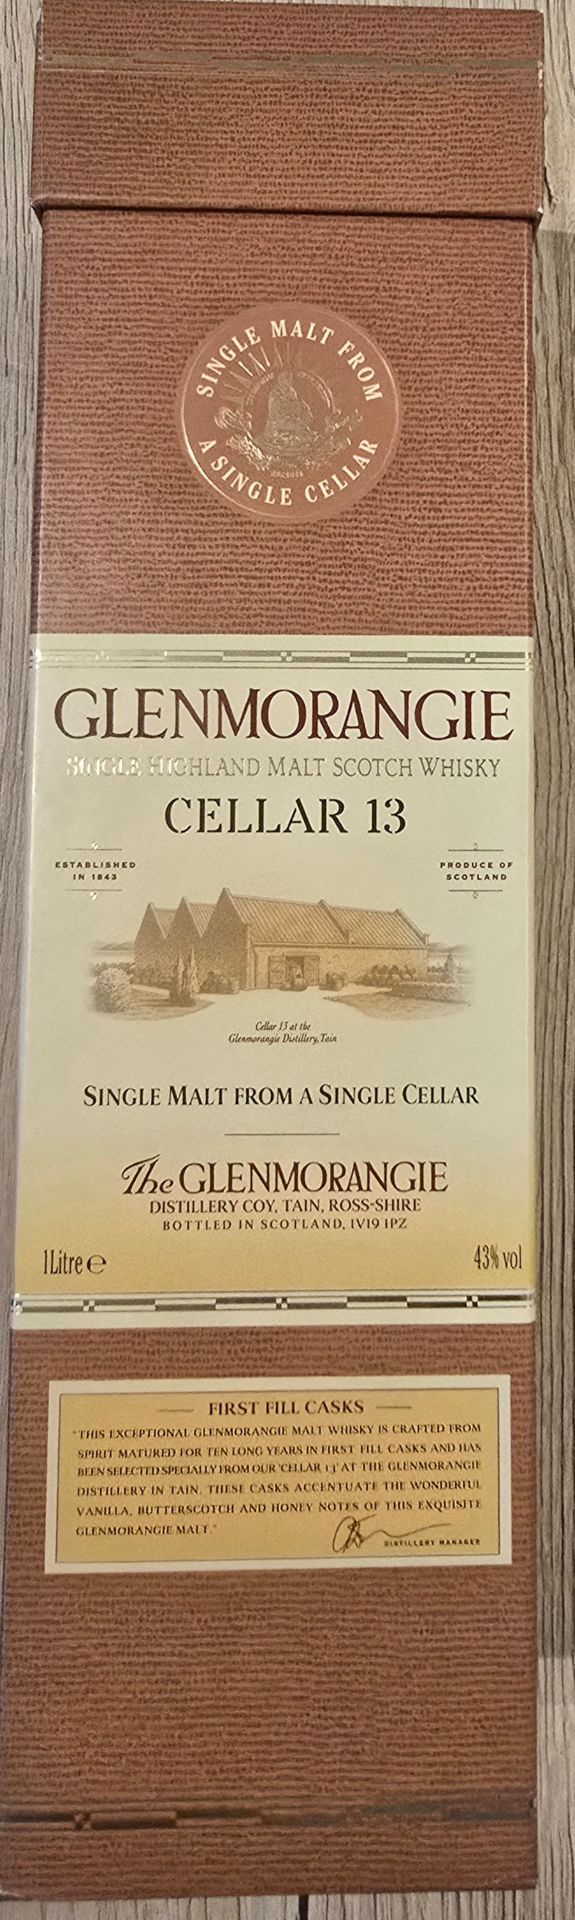 SINGLE MALT FROM
A SINGLE CELLAR
GLENMORANGIE
SINGLE HIGHLAND MALT SCOTCH WHISKY
CELLAR 13
ESTABLISHED
IN 1843
PRODUCE OF
SCOTLAND
Cellar 13 at the
Glenmorangie Distillery, Tain
SINGLE MALT FROM A SINGLE CELLAR
The GLENMORANGIE
DISTILLERY COY, TAIN, ROSS-SHIRE
BOTTLED IN SCOTLAND, IV19 1PZ
1 Litre ℮
43% vol
FIRST FILL CASKS
"THIS EXCEPTIONAL GLENMORANGIE MALT WHISKY IS CRAFTED FROM
SPIRIT MATURED FOR TEN LONG YEARS IN FIRST FILL CASKS AND HAS
BEEN SELECTED SPECIALLY FROM OUR 'CELLAR 13' AT THE GLENMORANGIE
DISTILLERY IN TAIN. THESE CASKS ACCENTUATE THE WONDERFUL
VANILLA, BUTTERSCOTCH AND HONEY NOTES OF THIS EXQUISITE
GLENMORANGIE MALT."
DISTILLERY MANAGER